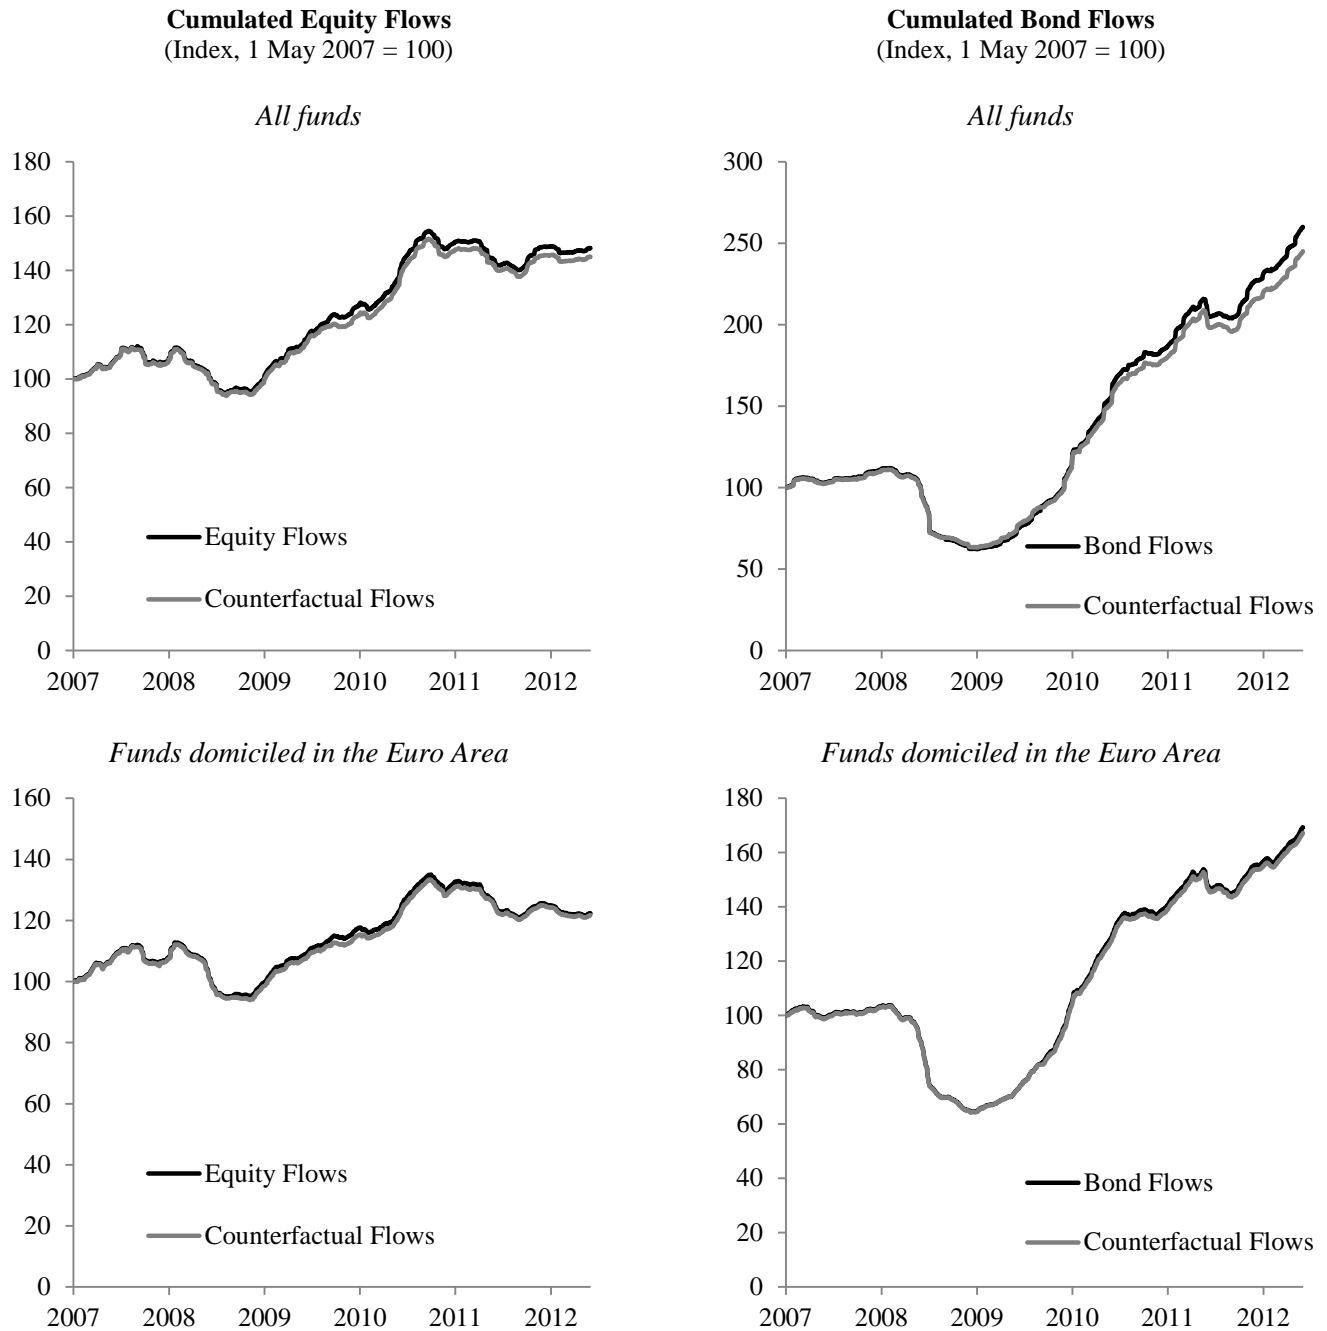 Cumulated Equity Flows
(Index, 1 May 2007 = 100)
All funds
180
160
140
120
100
80
60
40
20
0
Equity Flows
Counterfactual Flows
2007 2008 2009 2010 2011 2012
Cumulated Bond Flows
(Index, 1 May 2007 = 100)
All funds
300
250
200
150
100
50
0
Bond Flows
Counterfactual Flows
2007 2008 2009 2010 2011 2012
Funds domiciled in the Euro Area
160
140
120
100
80
60
40
20
0
Equity Flows
Counterfactual Flows
2007 2008 2009 2010 2011 2012
Funds domiciled in the Euro Area
180
160
140
120
100
80
60
40
20
0
Bond Flows
Counterfactual Flows
2007 2008 2009 2010 2011 2012